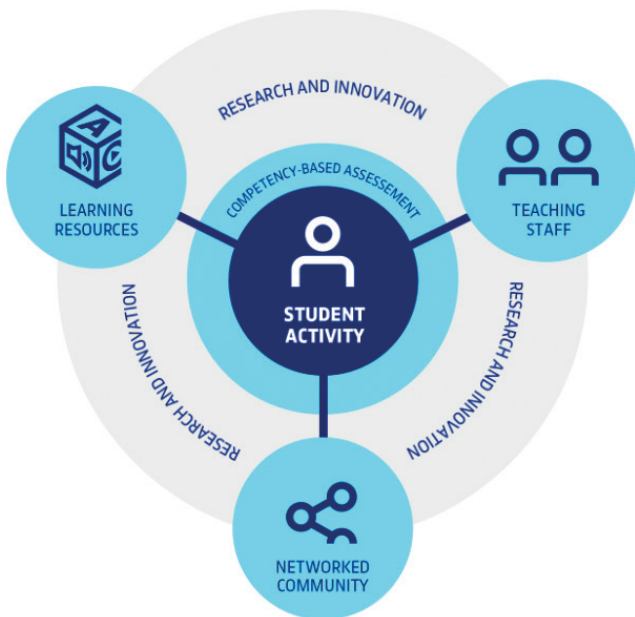 RESEARCH AND INNOVATION
A
LEARNING
RESOURCES
COMPETENCY-BASED ASSESSEMENT
TEACHING
STAFF
STUDENT
ACTIVITY
RESEARCH AND INNOVATION
RESEARCH AND INNOVATION
NETWORKED
COMMUNITY